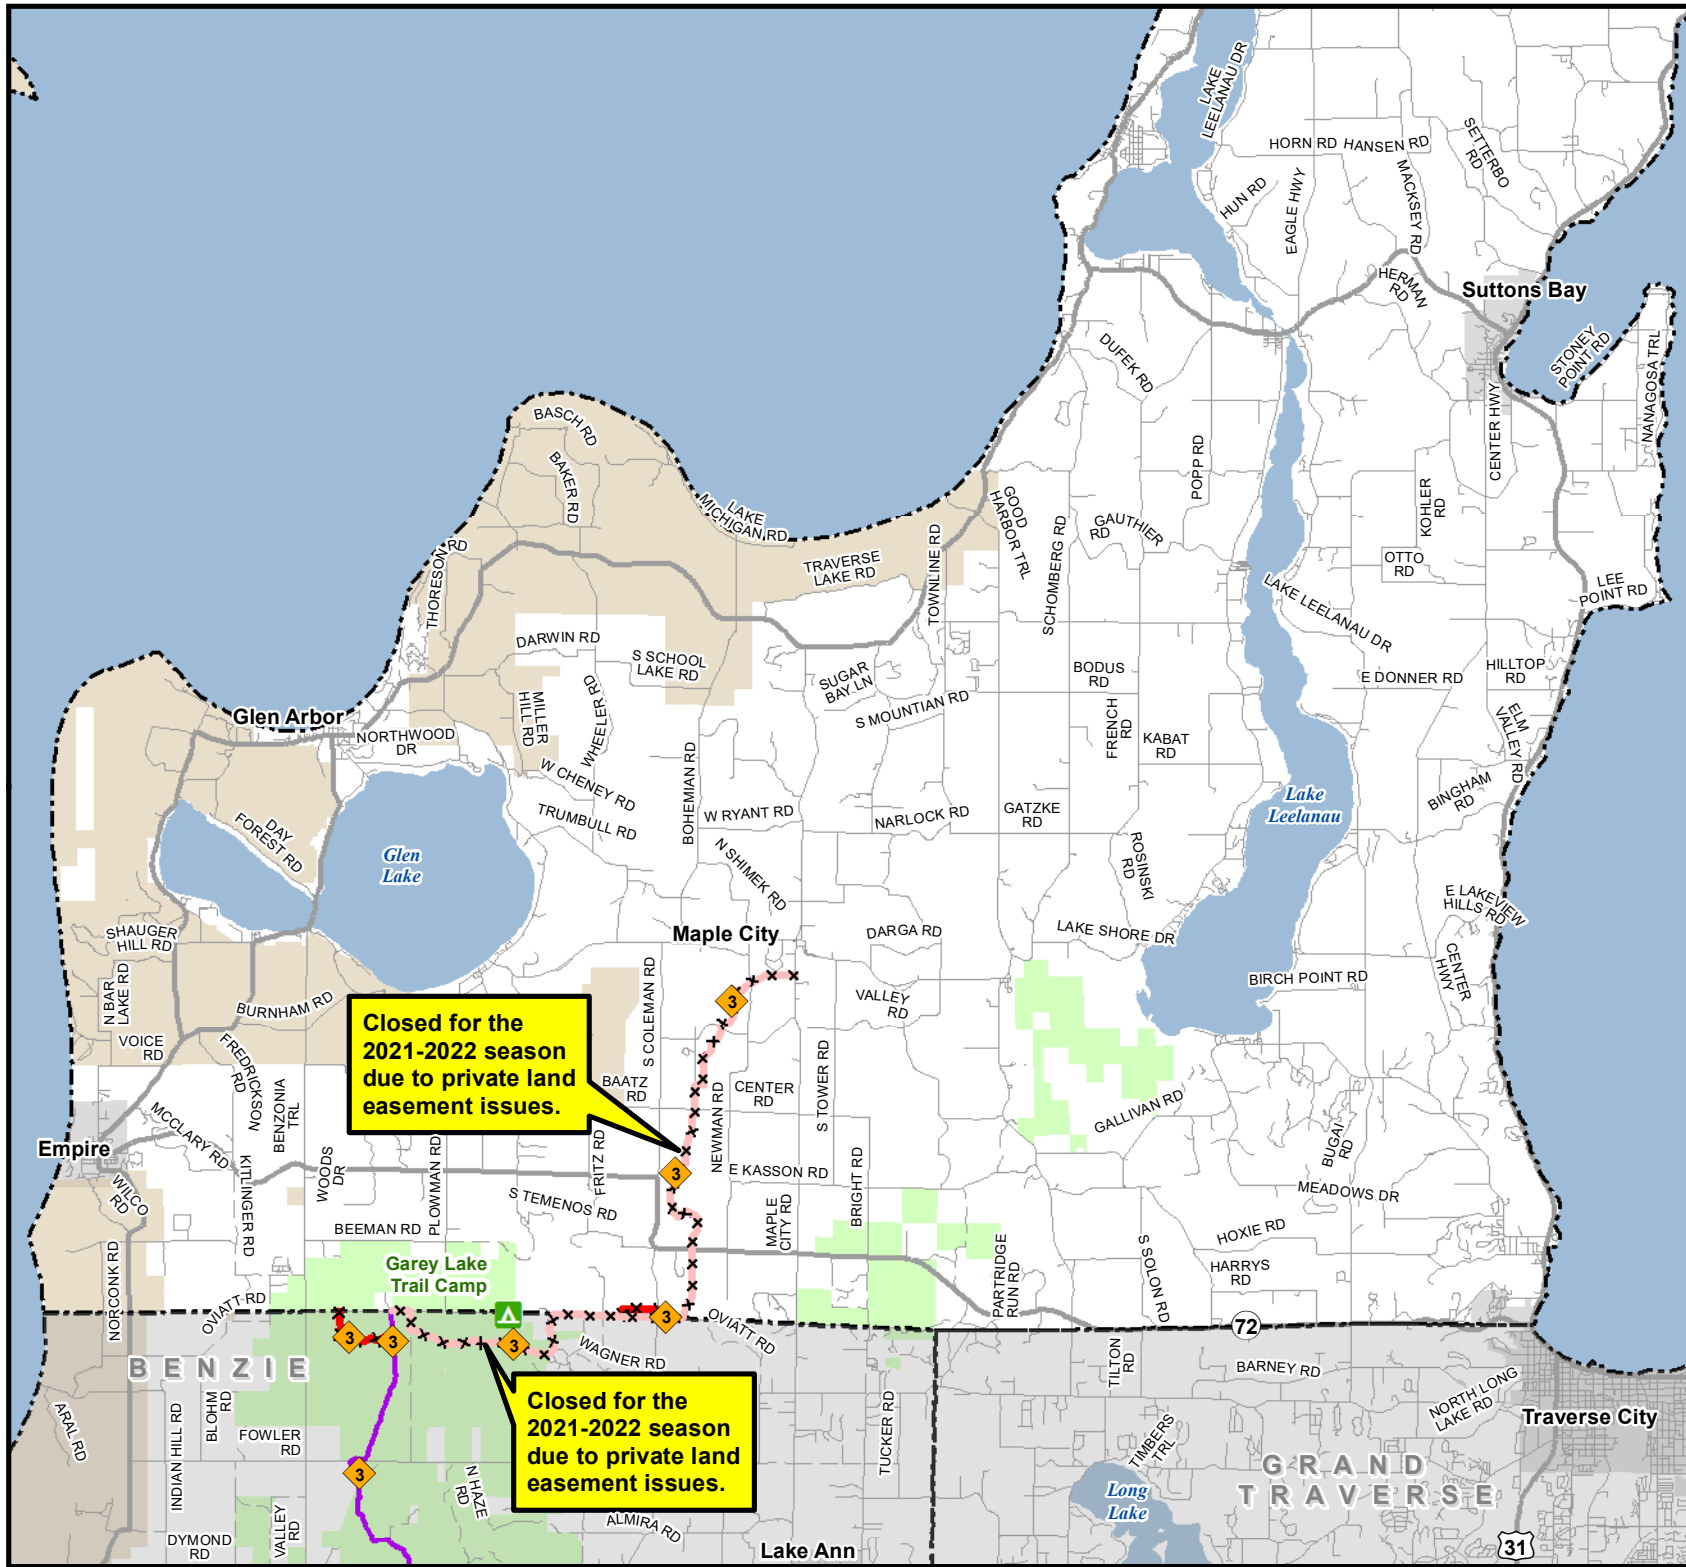 LAKE
LEELANAU DR
HORN RD
HANSEN RD
SETTERBO
RD
HUN RD
EAGLE HWY
MACKSEY RD
HERMAN
RD
Suttons Bay
STONEY
POINT RD
NANAGOSA TRL
DUFEK RD
CENTER HWY
BASCH RD
BAKER RD
LAKE
MICHIGAN RD
GOOD
HARBOR TRL
POPP RD
KOHLER
RD
GAUTHIER
RD
SCHOMBERG RD
TOWNLINE RD
TRAVERSE
LAKE RD
OTTO
RD
LEE
POINT RD
THORESON RD
LAKE LEELANAU DR
DARWIN RD
S SCHOOL
LAKE RD
SUGAR
BAY LN
BODUS
RD
E DONNER RD
HILLTOP
RD
S MOUNTIAN RD
MILLER
HILL RD
WHEELER RD
FRENCH
RD
KABAT
RD
ELM
VALLEY RD
Glen Arbor
NORTHWOOD
DR
W CHENEY RD
BOHEMIAN RD
BINGHAM
RD
Lake
Leelanau
TRUMBULL RD
W RYANT RD
NARLOCK RD
GATZKE
RD
DAY
FOREST RD
Glen
Lake
N SHIMEK RD
ROSINSKI
RD
E LAKEVIEW
HILLS RD
SHAUGER
HILL RD
Maple City
DARGA RD
LAKE SHORE DR
CENTER
HWY
N BAR
LAKE RD
BURNHAM RD
S COLEMAN RD
VALLEY
RD
BIRCH POINT RD
3
Closed for the
2021-2022 season
due to private land
easement issues.
VOICE
RD
FREDRICKSON
RD
BENZONIA
TRL
BAATZ
RD
CENTER
RD
S TOWER RD
NEWMAN RD
GALLIVAN RD
BUGAI
RD
MCCLARY RD
Empire
WOODS
DR
PLOWMAN RD
FRITZ RD
3
E KASSON RD
BRIGHT RD
MEADOWS DR
WILCO
RD
KITLINGER RD
S TEMENOS RD
BEEMAN RD
MAPLE
CITY RD
HOXIE RD
NORCONK RD
Garey Lake
Trail Camp
PARTRIDGE
RUN RD
S SOLON RD
HARRYS
RD
OVIATT RD
3
OVIATT RD
72
3
3
3
WAGNER RD
TILTON
RD
BARNEY RD
BENZIE
Closed for the
2021-2022 season
due to private land
easement issues.
NORTH LONG
LAKE RD
Traverse City
ARAL RD
INDIAN HILL RD
BLOHM
RD
FOWLER
RD
TUCKER RD
TIMBERS
TRL
GRAND
TRAVERSE
3
N HAZE
RD
Long
Lake
VALLEY
RD
DYMOND
RD
ALMIRA RD
Lake Ann
31